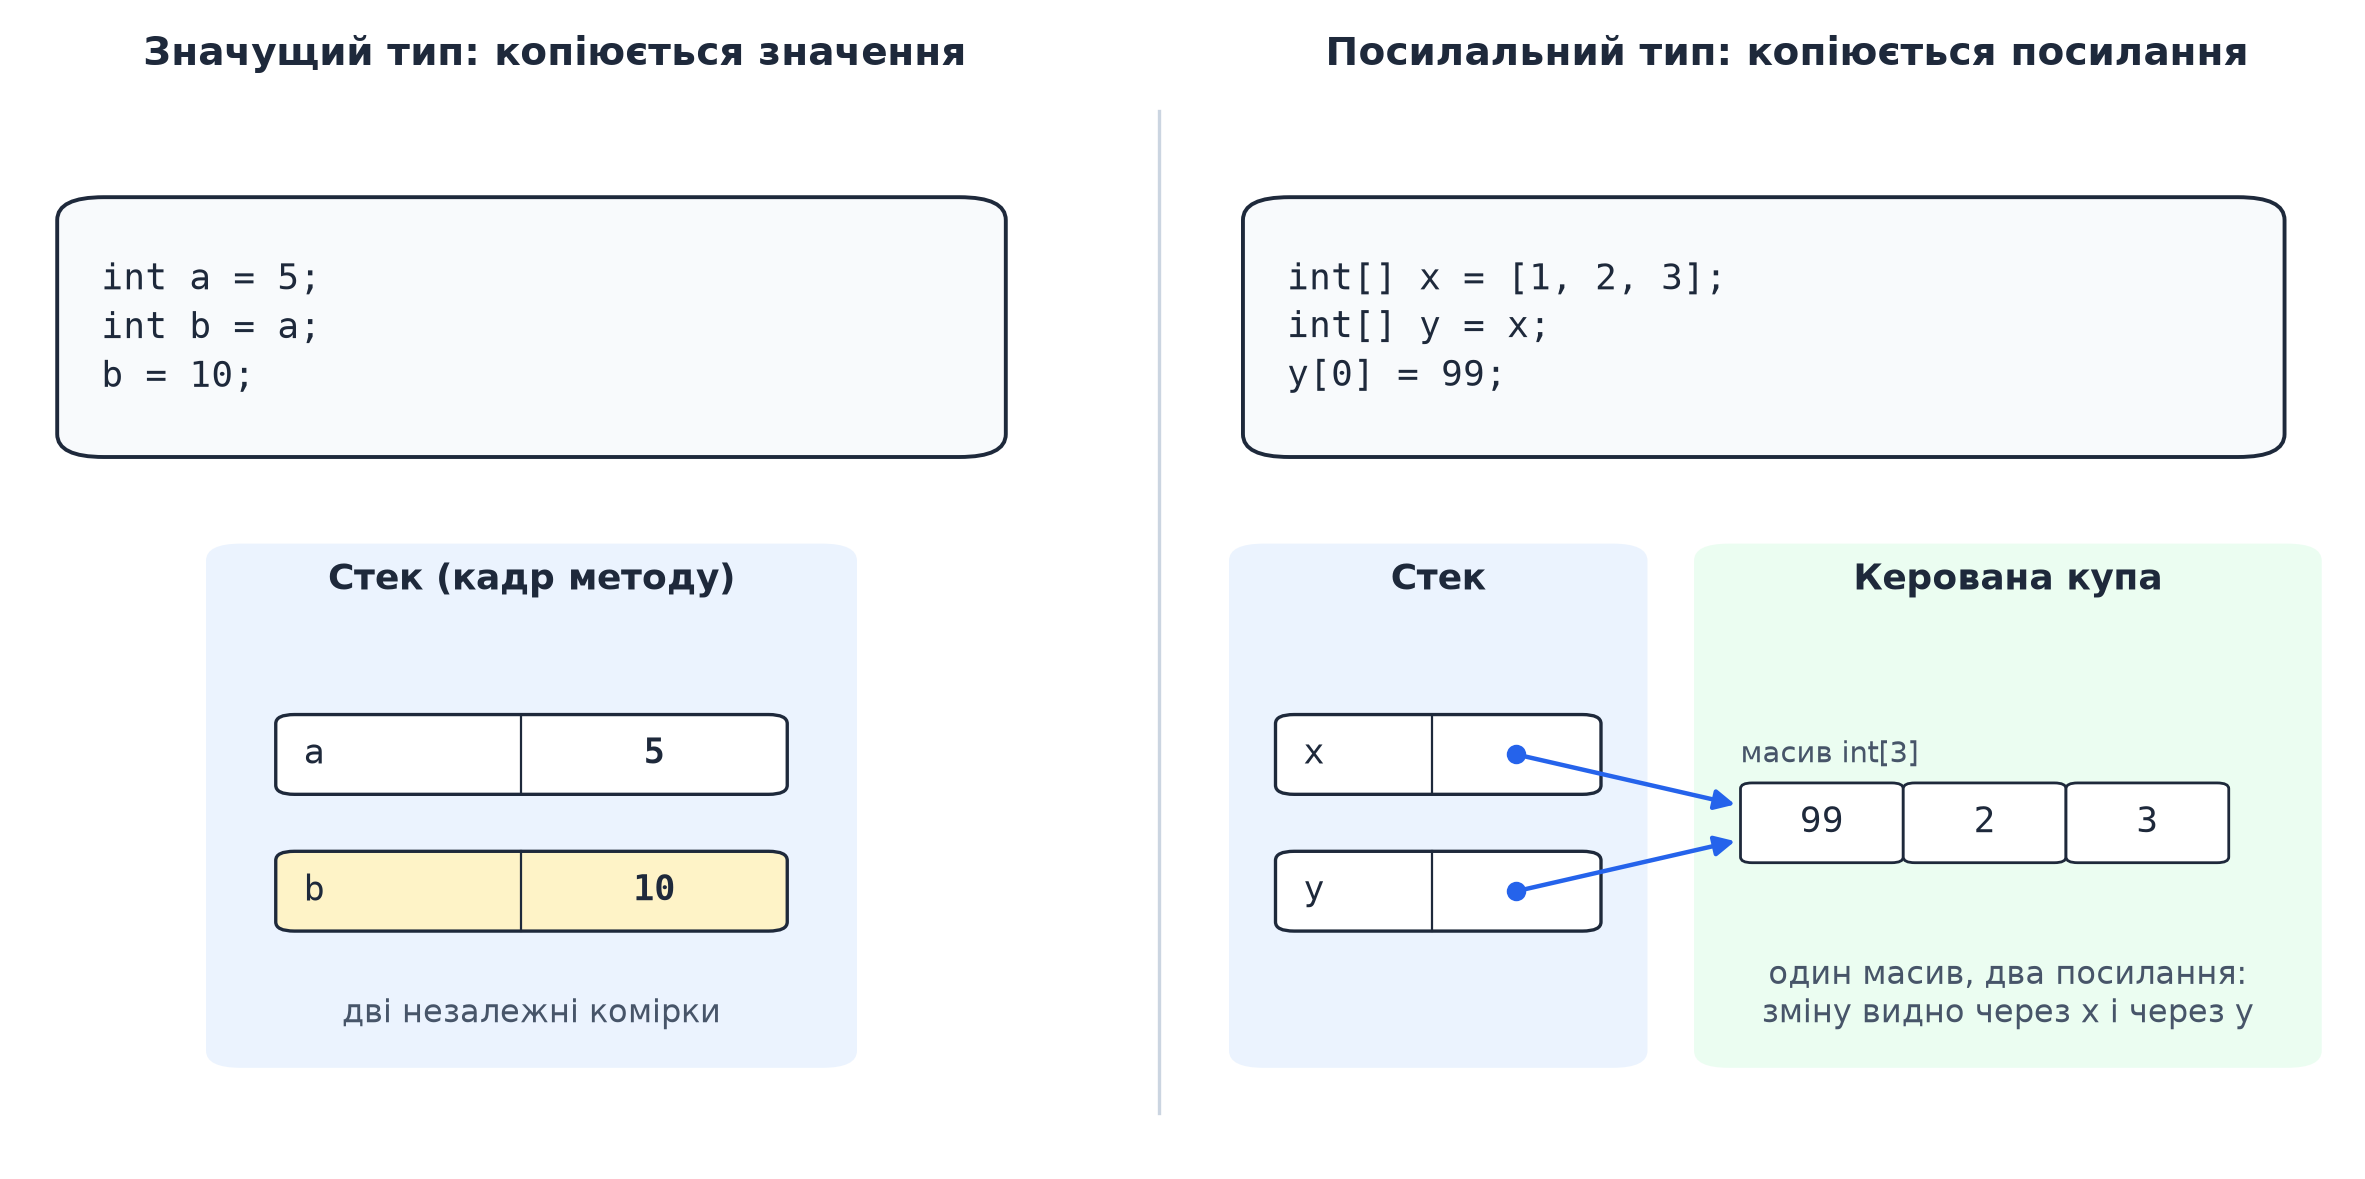 Значущий тип: копіюється значення
int a = 5;
int b = a;
b = 10;
Стек (кадр методу)
a 5
b 10
дві незалежні комірки
Посилальний тип: копіюється посилання
int[] x = [1, 2, 3];
int[] y = x;
y[0] = 99;
Стек
x
y
Керована купа
масив int[3]
99 2 3
один масив, два посилання:
зміну видно через x і через y